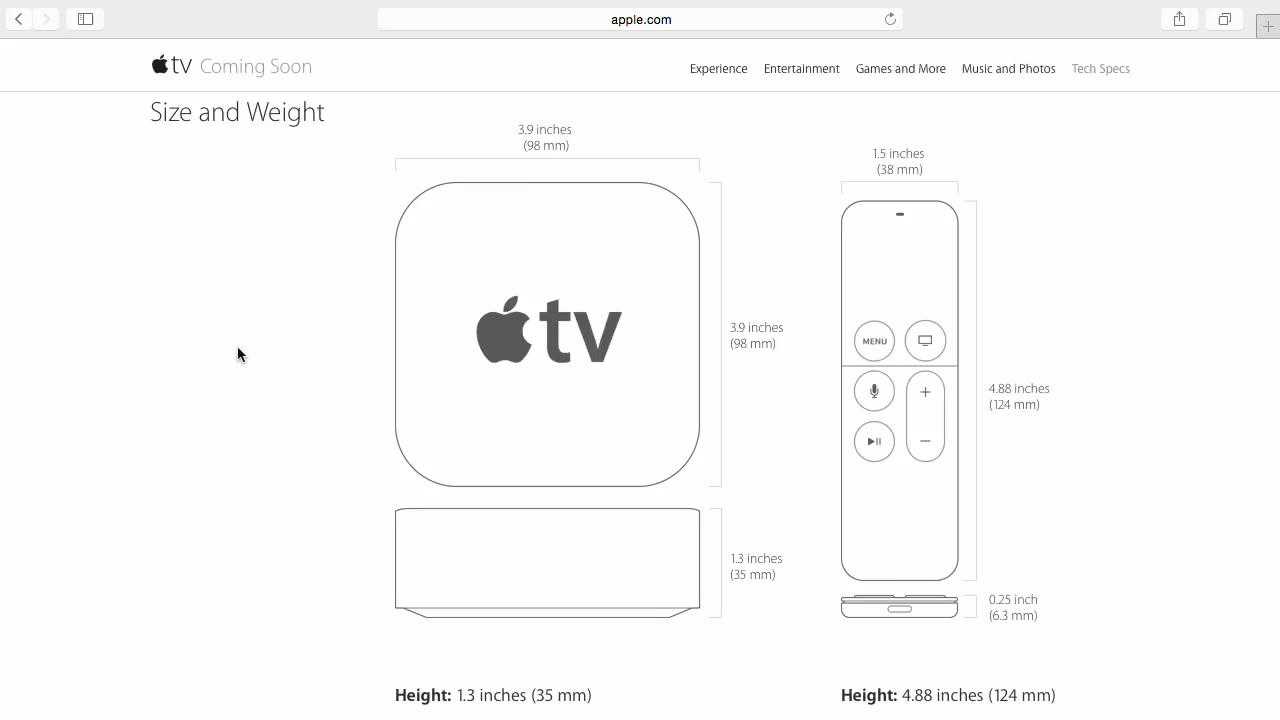 apple.com
tv Coming Soon
Experience Entertainment Games and More Music and Photos Tech Specs
Size and Weight
3.9 inches
(98 mm)
1.5 inches
(38 mm)
tv
3.9 inches
(98 mm)
MENU
4.88 inches
(124 mm)
1.3 inches
(35 mm)
0.25 inch
(6.3 mm)
Height: 1.3 inches (35 mm)
Height: 4.88 inches (124 mm)